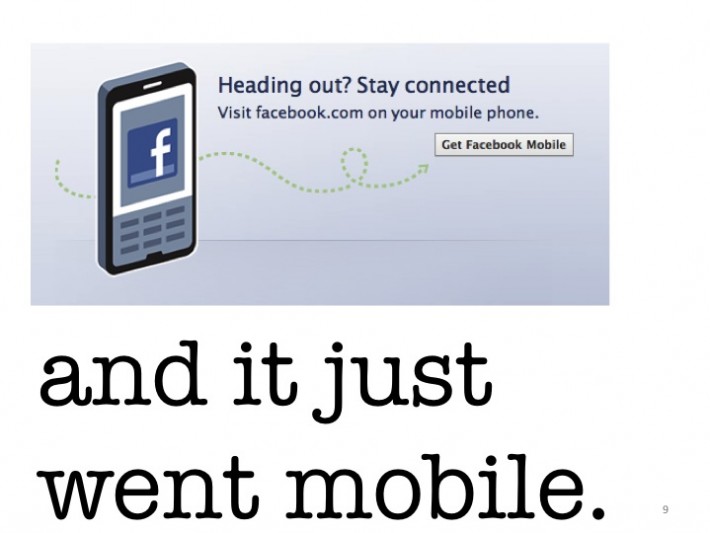 Heading out? Stay connected
Visit facebook.com on your mobile phone.
Get Facebook Mobile
f
and it just
went mobile.
9